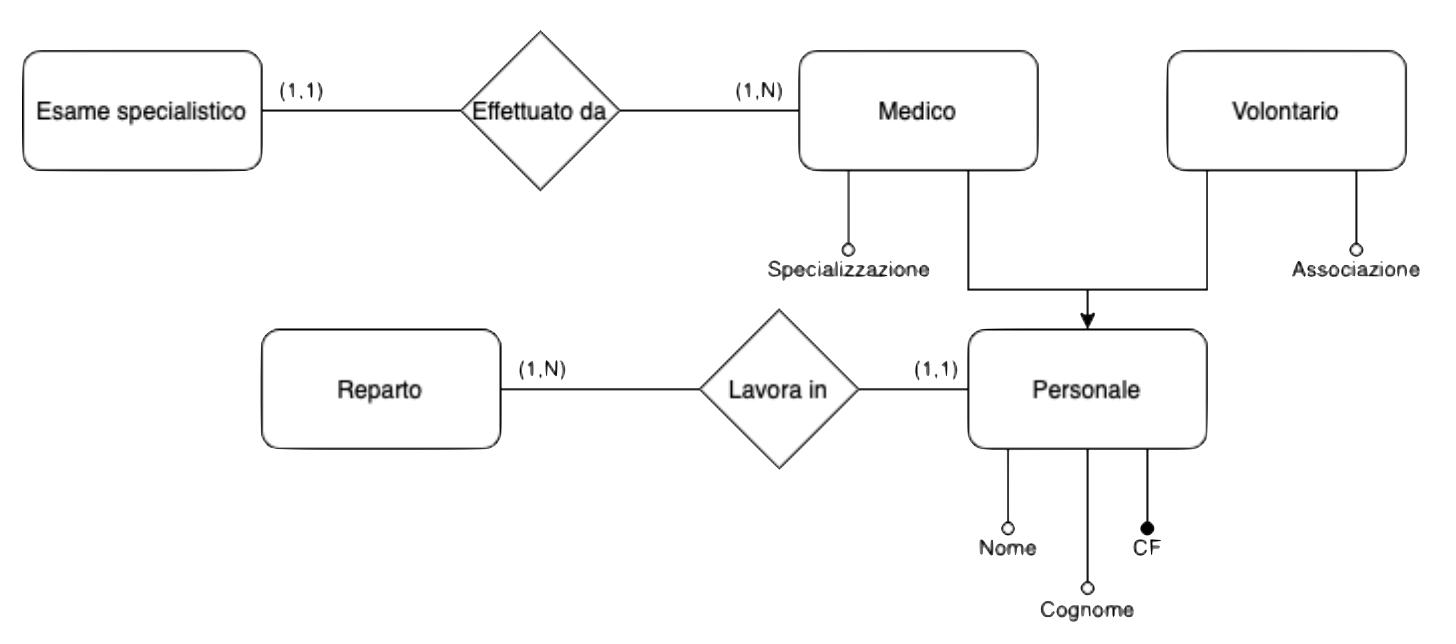 Esame specialistico
(1,1)
Effettuato da
(1,N)
Medico
Volontario
Specializzazione
Associazione
Reparto
(1,N)
Lavora in
(1,1)
Personale
Nome
CF
Cognome